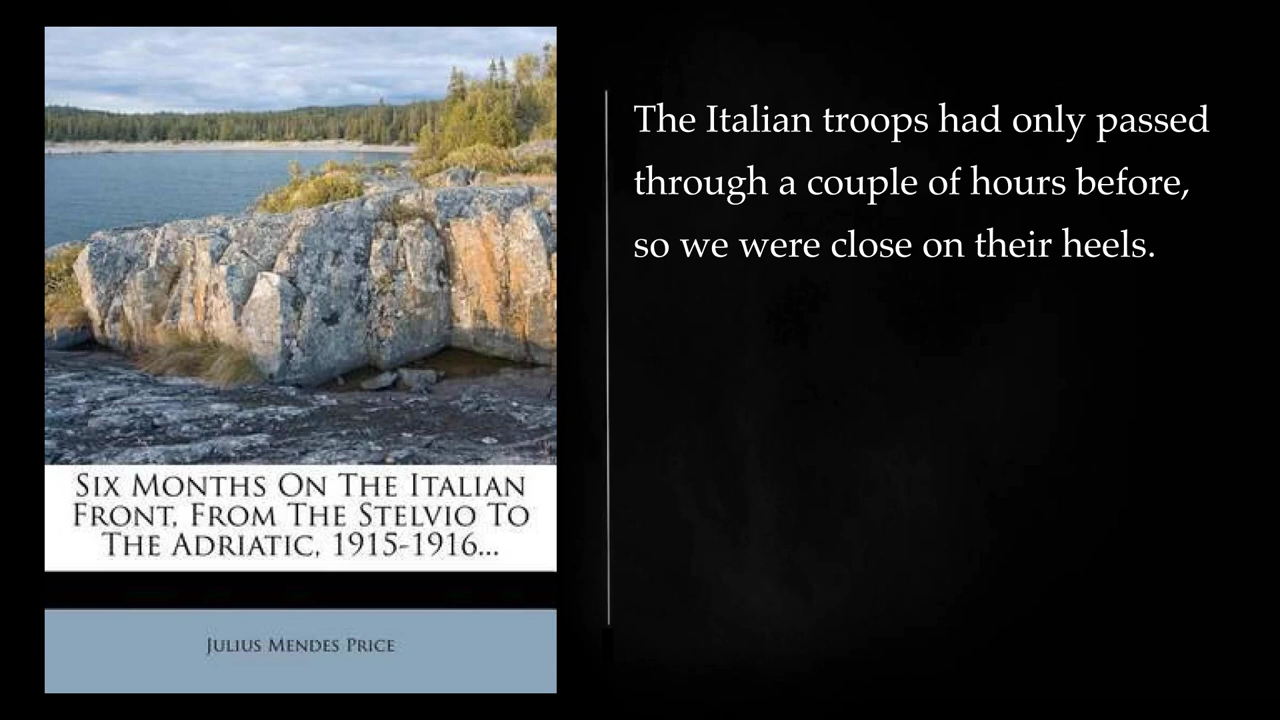 The Italian troops had only passed
through a couple of hours before,
so we were close on their heels.
Six Months On The Italian
Front, From The Stelvio To
The Adriatic, 1915-1916...
Julius Mendes Price